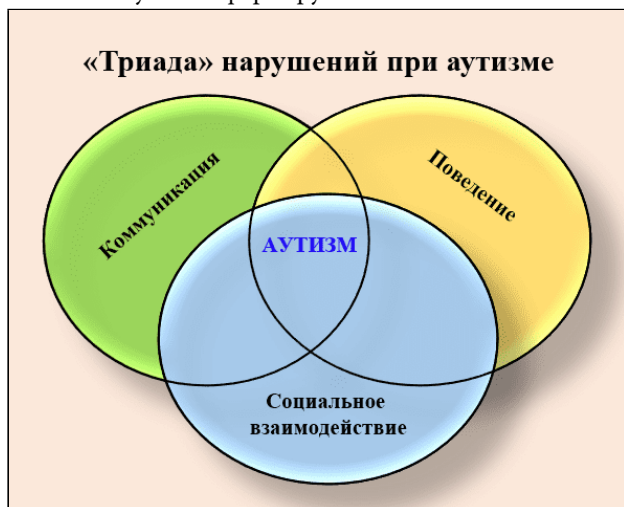 «Триада» нарушений при аутизме
Коммуникация
Поведение
АУТИЗМ
Социальное
взаимодействие